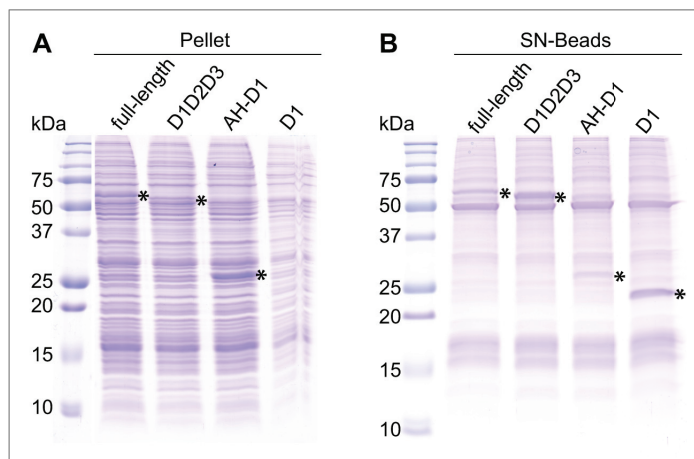 A
Pellet
full-length
D1D2D3
AH-D1
D1
kDa
75
50
37
25
20
15
10
*
*
*
B
SN-Beads
full-length
D1D2D3
AH-D1
D1
kDa
75
50
37
25
20
15
10
*
*
*
*